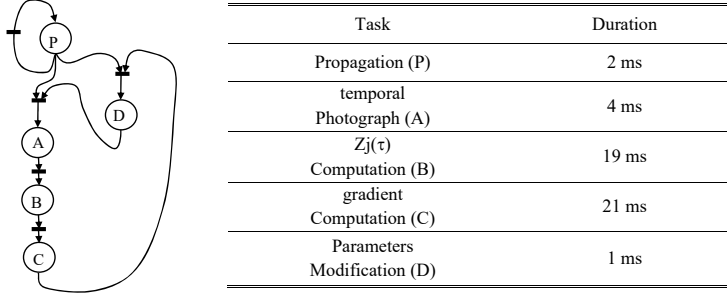 P
D
A
B
C
Task Duration
Propagation (P) 2 ms
temporal
Photograph (A) 4 ms
Zj(τ)
Computation (B) 19 ms
gradient
Computation (C) 21 ms
Parameters
Modification (D) 1 ms